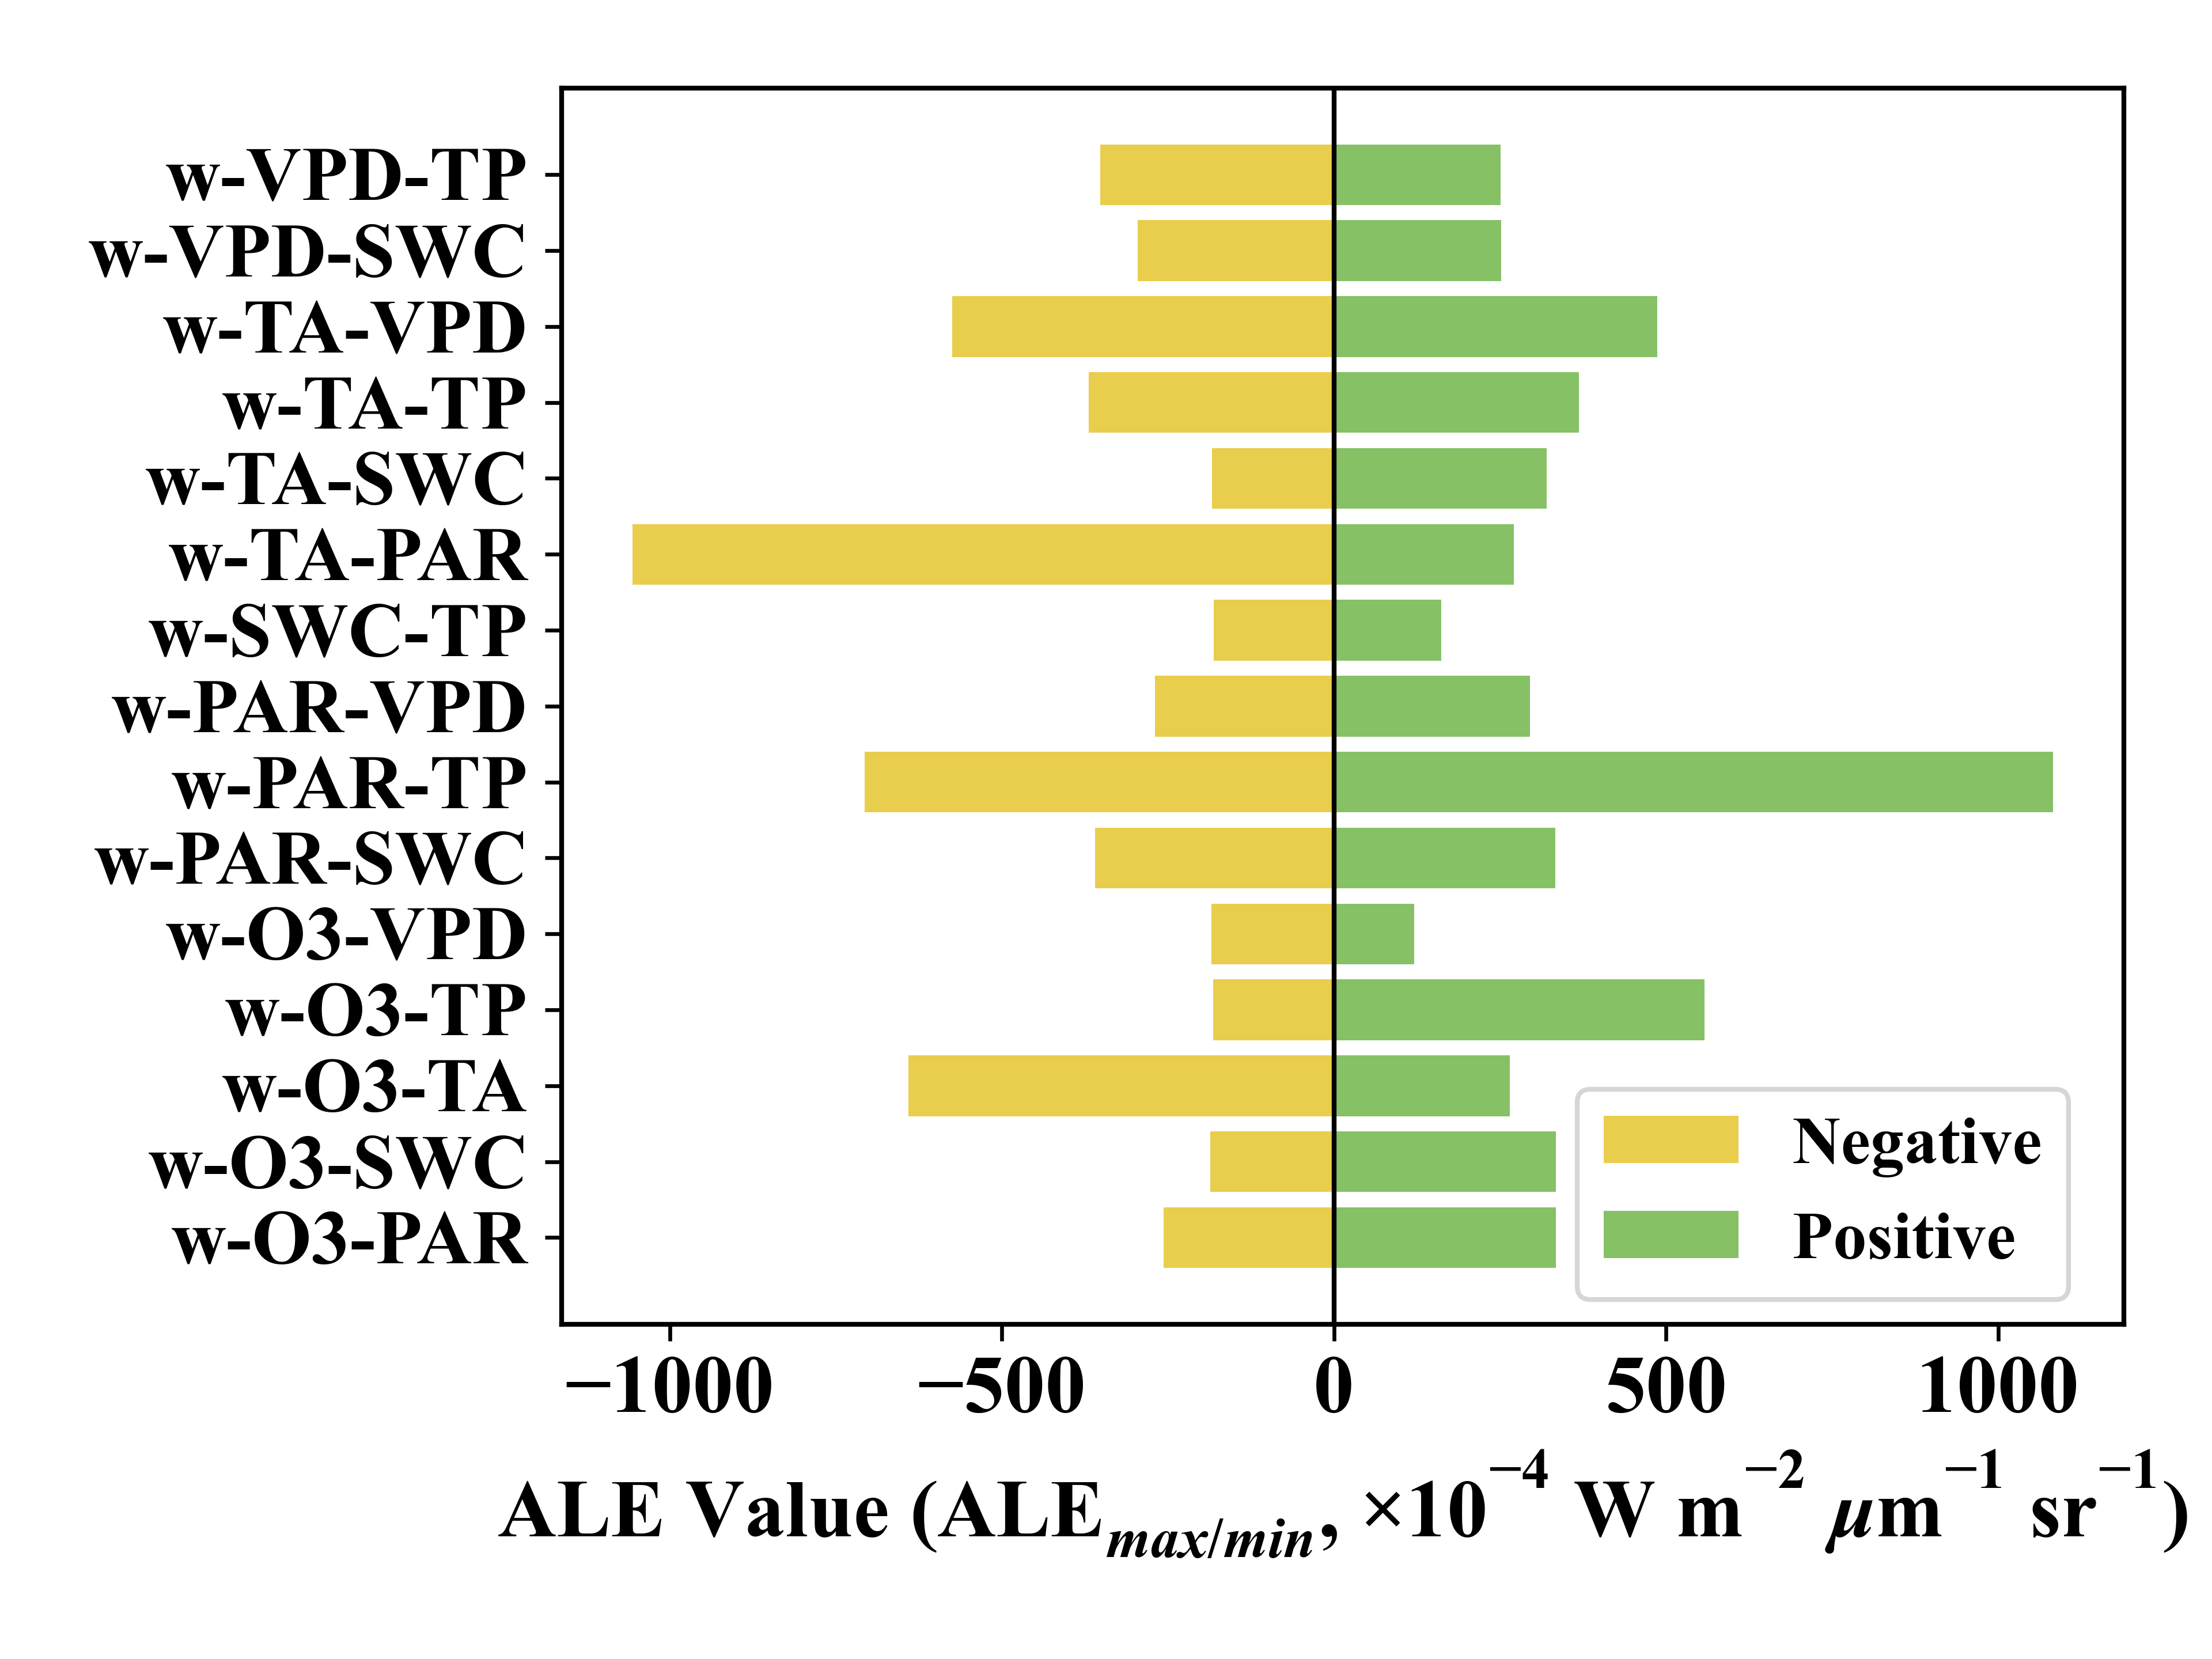 w-VPD-TP
w-VPD-SWC
w-TA-VPD
w-TA-TP
w-TA-SWC
w-TA-PAR
w-SWC-TP
w-PAR-VPD
w-PAR-TP
w-PAR-SWC
w-O3-VPD
w-O3-TP
w-O3-TA
w-O3-SWC
w-O3-PAR
Negative
Positive
−1000 −500 0 500 1000
ALE Value (ALE_max/min, ×10^−4 W m^−2 μm^−1 sr^−1)